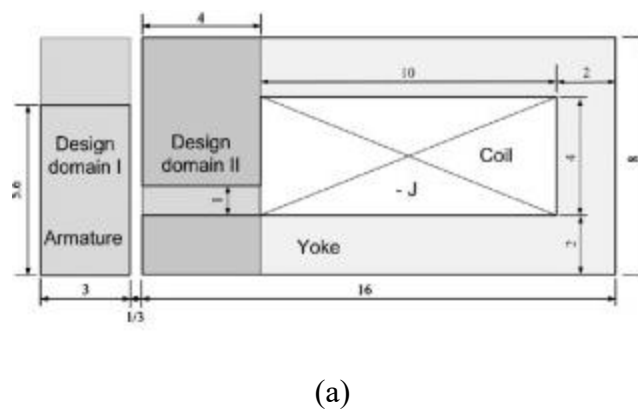 4
10
2
Design
domain I
Design
domain II
Coil
4
8
5.6
1
- J
Armature
Yoke
2
3
16
1/3
(a)